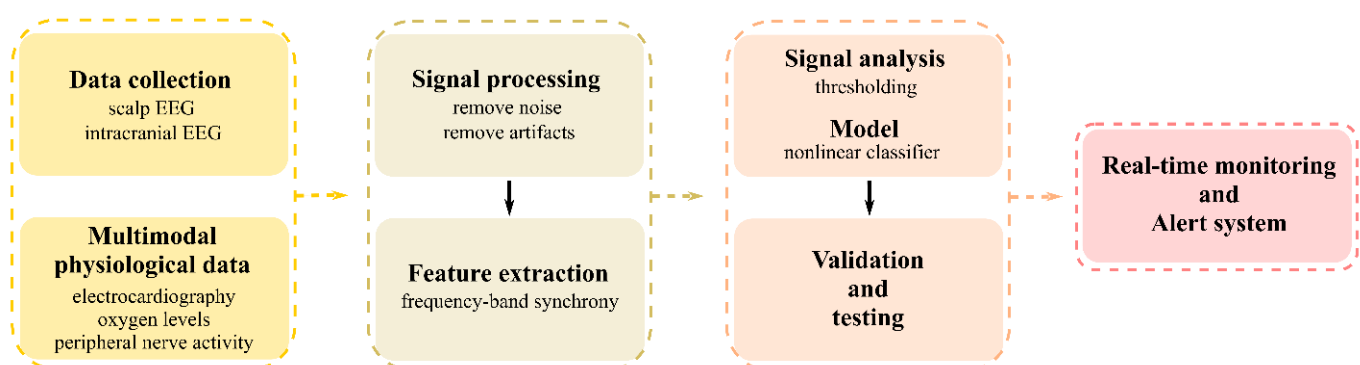 Data collection
scalp EEG
intracranial EEG
Multimodal
physiological data
electrocardiography
oxygen levels
peripheral nerve activity
Signal processing
remove noise
remove artifacts
Feature extraction
frequency-band synchrony
Signal analysis
thresholding
Model
nonlinear classifier
Validation
and
testing
Real-time monitoring
and
Alert system